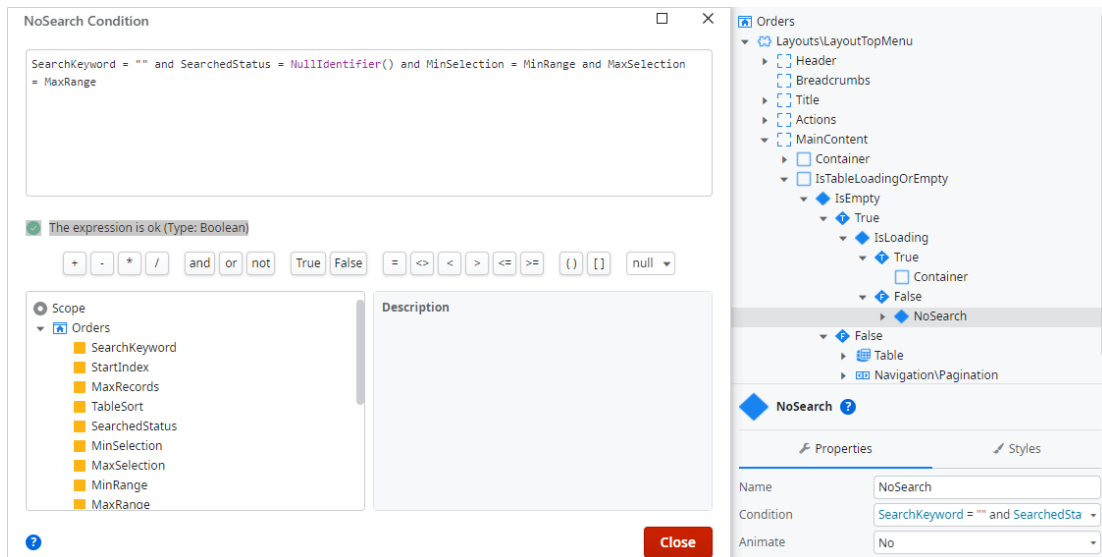 NoSearch Condition
SearchKeyword = "" and SearchedStatus = NullIdentifier() and MinSelection = MinRange and MaxSelection
= MaxRange
The expression is ok (Type: Boolean)
+ - * / and or not True False = <> < > <= >= () [] null
Scope
Orders
SearchKeyword
StartIndex
MaxRecords
TableSort
SearchedStatus
MinSelection
MaxSelection
MinRange
MaxRange
Description
?
Close
Orders
Layouts\LayoutTopMenu
Header
Breadcrumbs
Title
Actions
MainContent
Container
IsTableLoadingOrEmpty
IsEmpty
T True
IsLoading
T True
Container
F False
NoSearch
F False
Table
Navigation\Pagination
NoSearch ?
Properties Styles
Name NoSearch
Condition SearchKeyword = "" and SearchedSta
Animate No